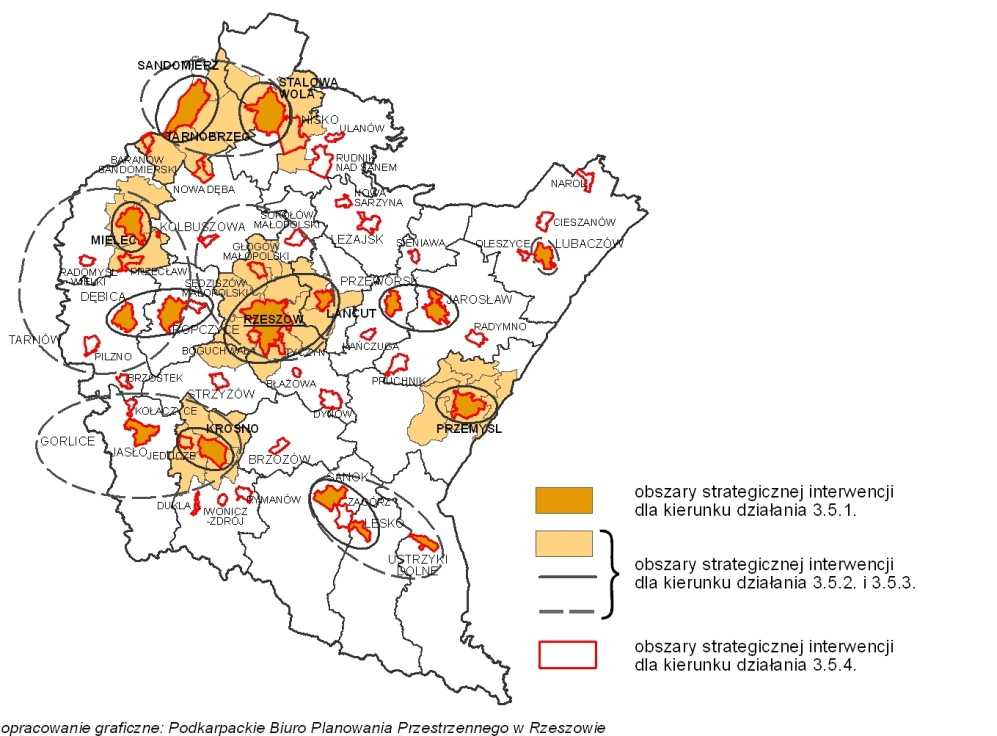 SANDOMIERZ
STALOWA
WOLA
NISKO
ULANÓW
TARNOBRZEG
RUDNIK
NAD SANEM
BARANÓW
SANDOMIERSKI
NOWA DĘBA
NOWA
SARZYNA
NAROL
SOKOŁÓW
MAŁOPOLSKI
CIESZANÓW
KOLBUSZOWA
LEŻAJSK
MIELEC
GŁOGÓW
MAŁOPOLSKI
SIENIAWA
OLESZYCE
LUBACZÓW
RADOMYŚL
WIELKI
PRZECŁAW
SĘDZISZÓW
MAŁOPOLSKI
PRZEWORSK
DĘBICA
JAROSŁAW
ŁAŃCUT
RZESZÓW
ROPCZYCE
RADYMNO
TARNÓW
KAŃCZUGA
BOGUCHWAŁA
TYCZYN
PILZNO
BRZOSTEK
BŁAŻOWA
PRUCHNIK
STRZYŻÓW
KOŁACZYCE
DYNÓW
KROSNO
PRZEMYŚL
GORLICE
JASŁO
JEDLICZE
BRZOZÓW
SANOK
DUKLA
IWONICZ
-ZDRÓJ
RYMANÓW
ZAGÓRZ
LESKO
USTRZYKI
DOLNE
obszary strategicznej interwencji
dla kierunku działania 3.5.1.
obszary strategicznej interwencji
dla kierunku działania 3.5.2. i 3.5.3.
obszary strategicznej interwencji
dla kierunku działania 3.5.4.
opracowanie graficzne: Podkarpackie Biuro Planowania Przestrzennego w Rzeszowie